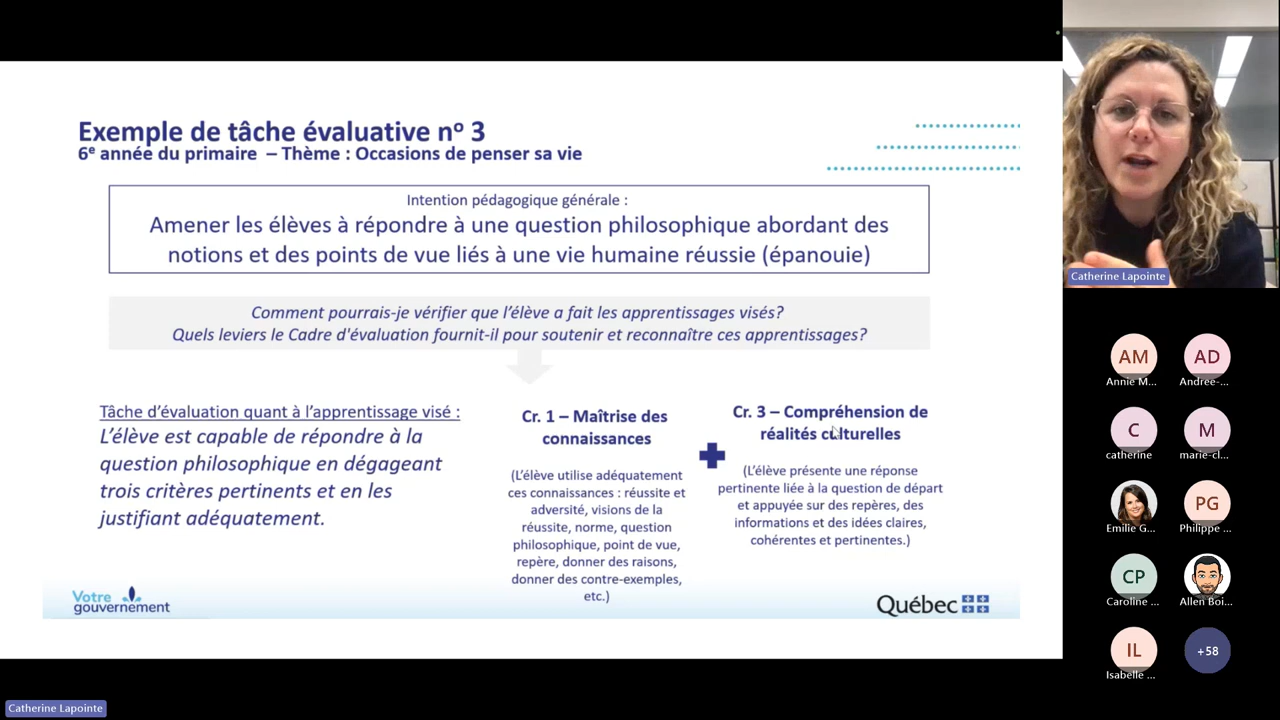 Exemple de tâche évaluative nº 3
6e année du primaire – Thème : Occasions de penser sa vie
Intention pédagogique générale :
Amener les élèves à répondre à une question philosophique abordant des
notions et des points de vue liés à une vie humaine réussie (épanouie)
Comment pourrais-je vérifier que l'élève a fait les apprentissages visés?
Quels leviers le Cadre d'évaluation fournit-il pour soutenir et reconnaître ces apprentissages?
Tâche d'évaluation quant à l'apprentissage visé :
L'élève est capable de répondre à la
question philosophique en dégageant
trois critères pertinents et en les
justifiant adéquatement.
Cr. 1 – Maîtrise des
connaissances
(L'élève utilise adéquatement
ces connaissances : réussite et
adversité, visions de la
réussite, norme, question
philosophique, point de vue,
repère, donner des raisons,
donner des contre-exemples,
etc.)
Cr. 3 – Compréhension de
réalités culturelles
(L'élève présente une réponse
pertinente liée à la question de départ
et appuyée sur des repères, des
informations et des idées claires,
cohérentes et pertinentes.)
Votre
gouvernement
Québec
Catherine Lapointe
AM
Annie M...
AD
Andrée-...
C
catherine
M
marie-cl...
Emilie G...
PG
Philippe ...
CP
Caroline ...
Allen Boi...
IL
Isabelle ...
+58
Catherine Lapointe